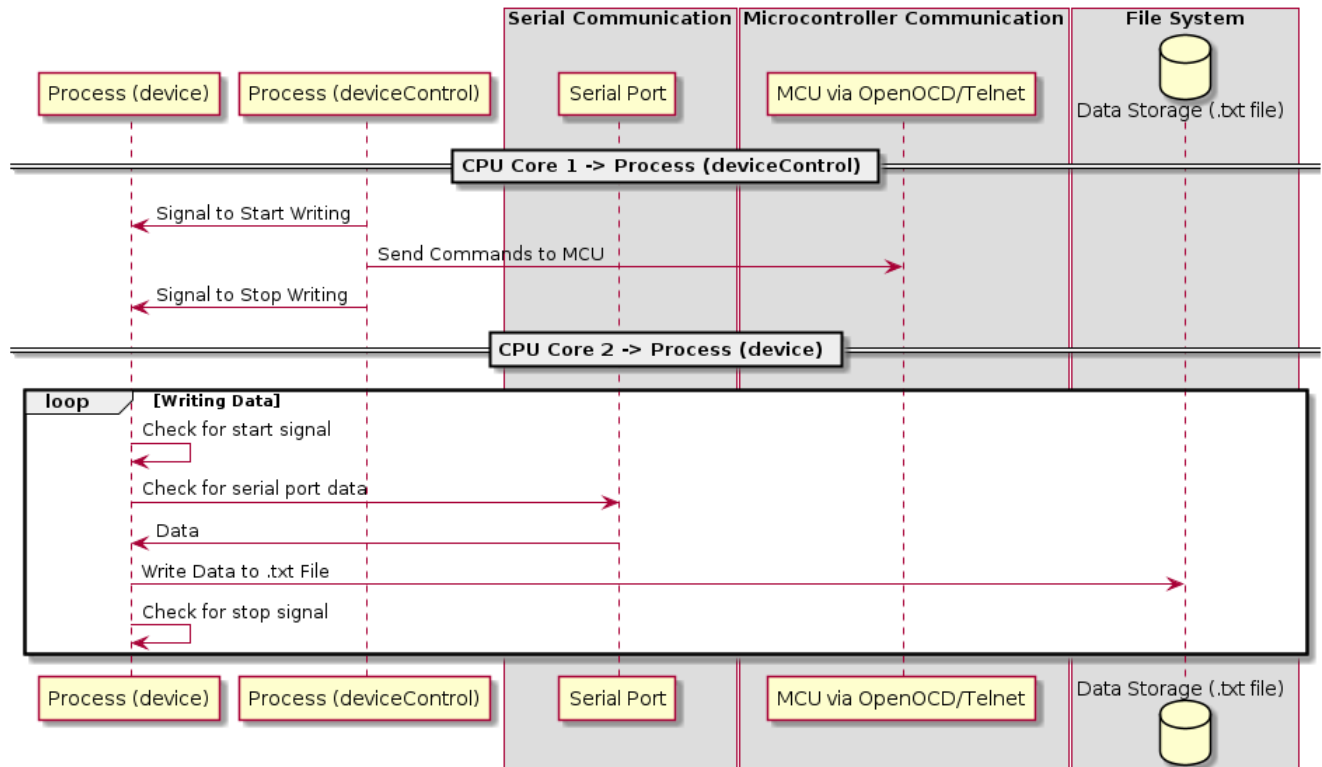 Serial Communication
Microcontroller Communication
File System
Process (device)
Process (deviceControl)
Serial Port
MCU via OpenOCD/Telnet
Data Storage (.txt file)
CPU Core 1 -> Process (deviceControl)
Signal to Start Writing
Send Commands to MCU
Signal to Stop Writing
CPU Core 2 -> Process (device)
loop
[Writing Data]
Check for start signal
Check for serial port data
Data
Write Data to .txt File
Check for stop signal
Process (device)
Process (deviceControl)
Serial Port
MCU via OpenOCD/Telnet
Data Storage (.txt file)